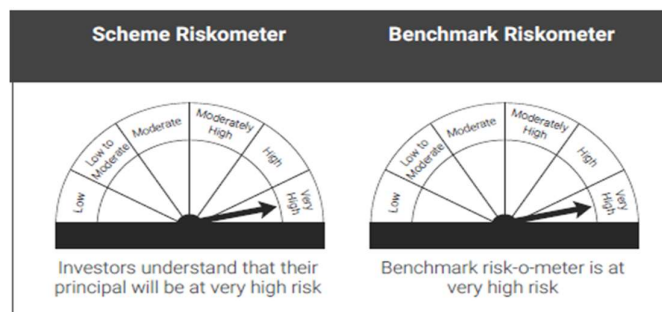 Scheme Riskometer
Benchmark Riskometer
Low
Low to
Moderate
Moderate
Moderately
High
High
Very
High
Low
Low to
Moderate
Moderate
Moderately
High
High
Very
High
Investors understand that their
principal will be at very high risk
Benchmark risk-o-meter is at
very high risk